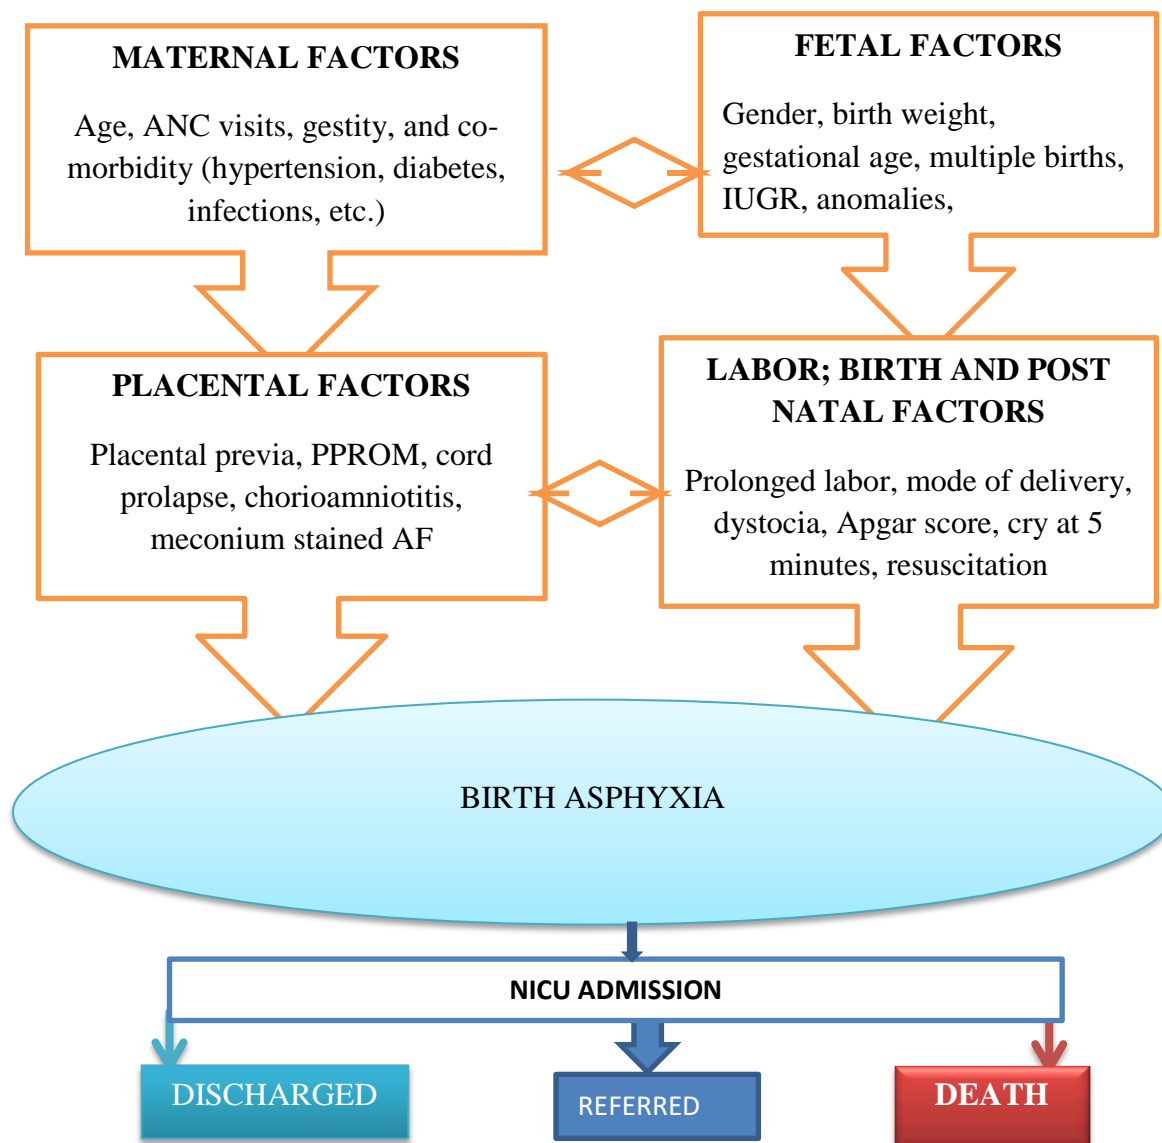 MATERNAL FACTORS
Age, ANC visits, gestity, and co-
morbidity (hypertension, diabetes,
infections, etc.)
FETAL FACTORS
Gender, birth weight,
gestational age, multiple births,
IUGR, anomalies,
PLACENTAL FACTORS
Placental previa, PPROM, cord
prolapse, chorioamniotitis,
meconium stained AF
LABOR; BIRTH AND POST
NATAL FACTORS
Prolonged labor, mode of delivery,
dystocia, Apgar score, cry at 5
minutes, resuscitation
BIRTH ASPHYXIA
NICU ADMISSION
DISCHARGED
REFERRED
DEATH